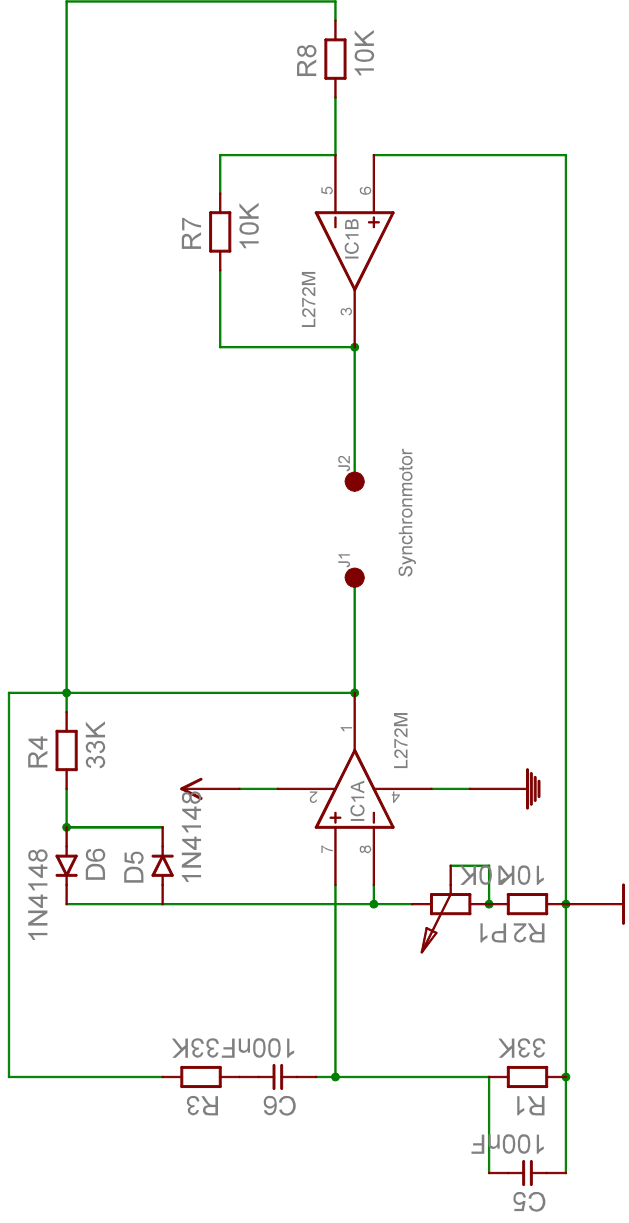 R8
10K
5
6
R7
10K
IC1B
L272M
3
J2
Synchronmotor
J1
R4
33K
1
L272M
2
IC1A
4
1N4148
D6
D5
1N4148
7
8
10K
10K
R2
P1
100nF
33K
R3
C6
33K
R1
100nF
C5